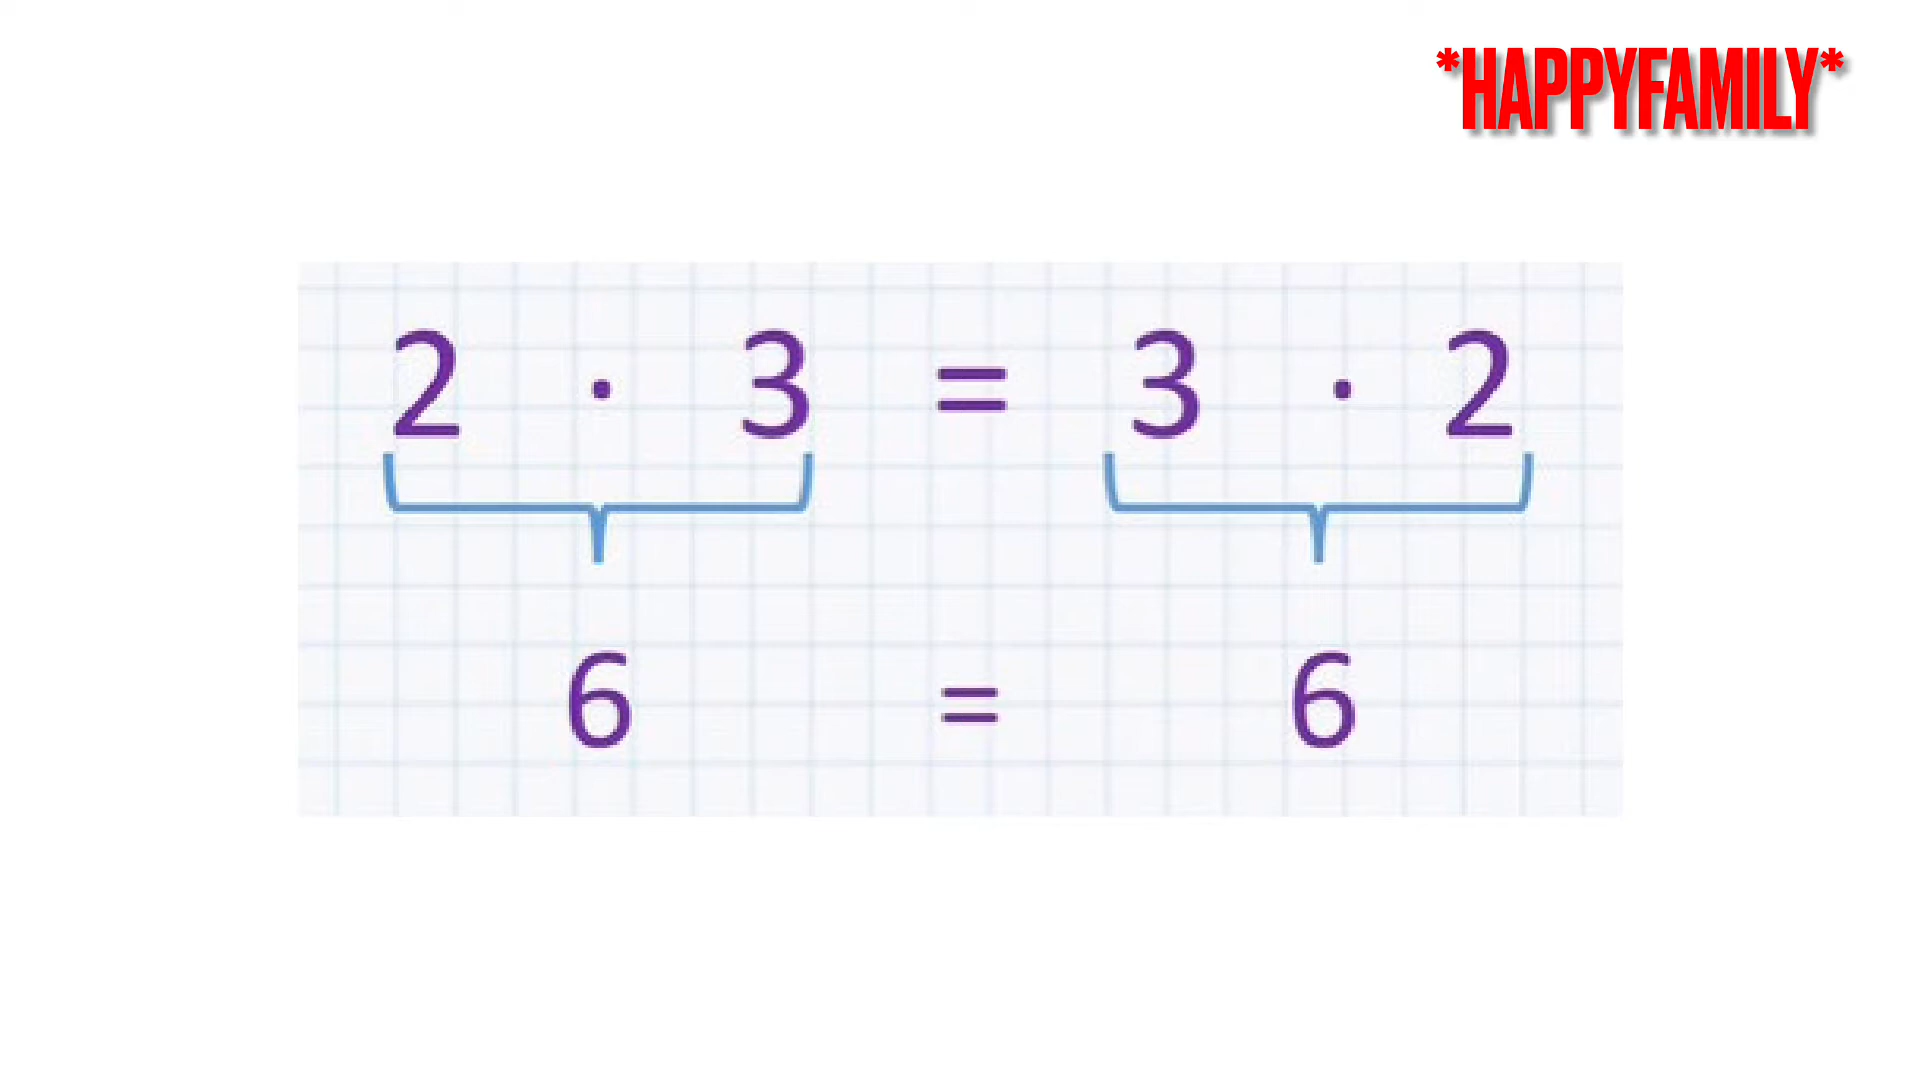 *HAPPYFAMILY*
2 · 3 = 3 · 2
6 = 6